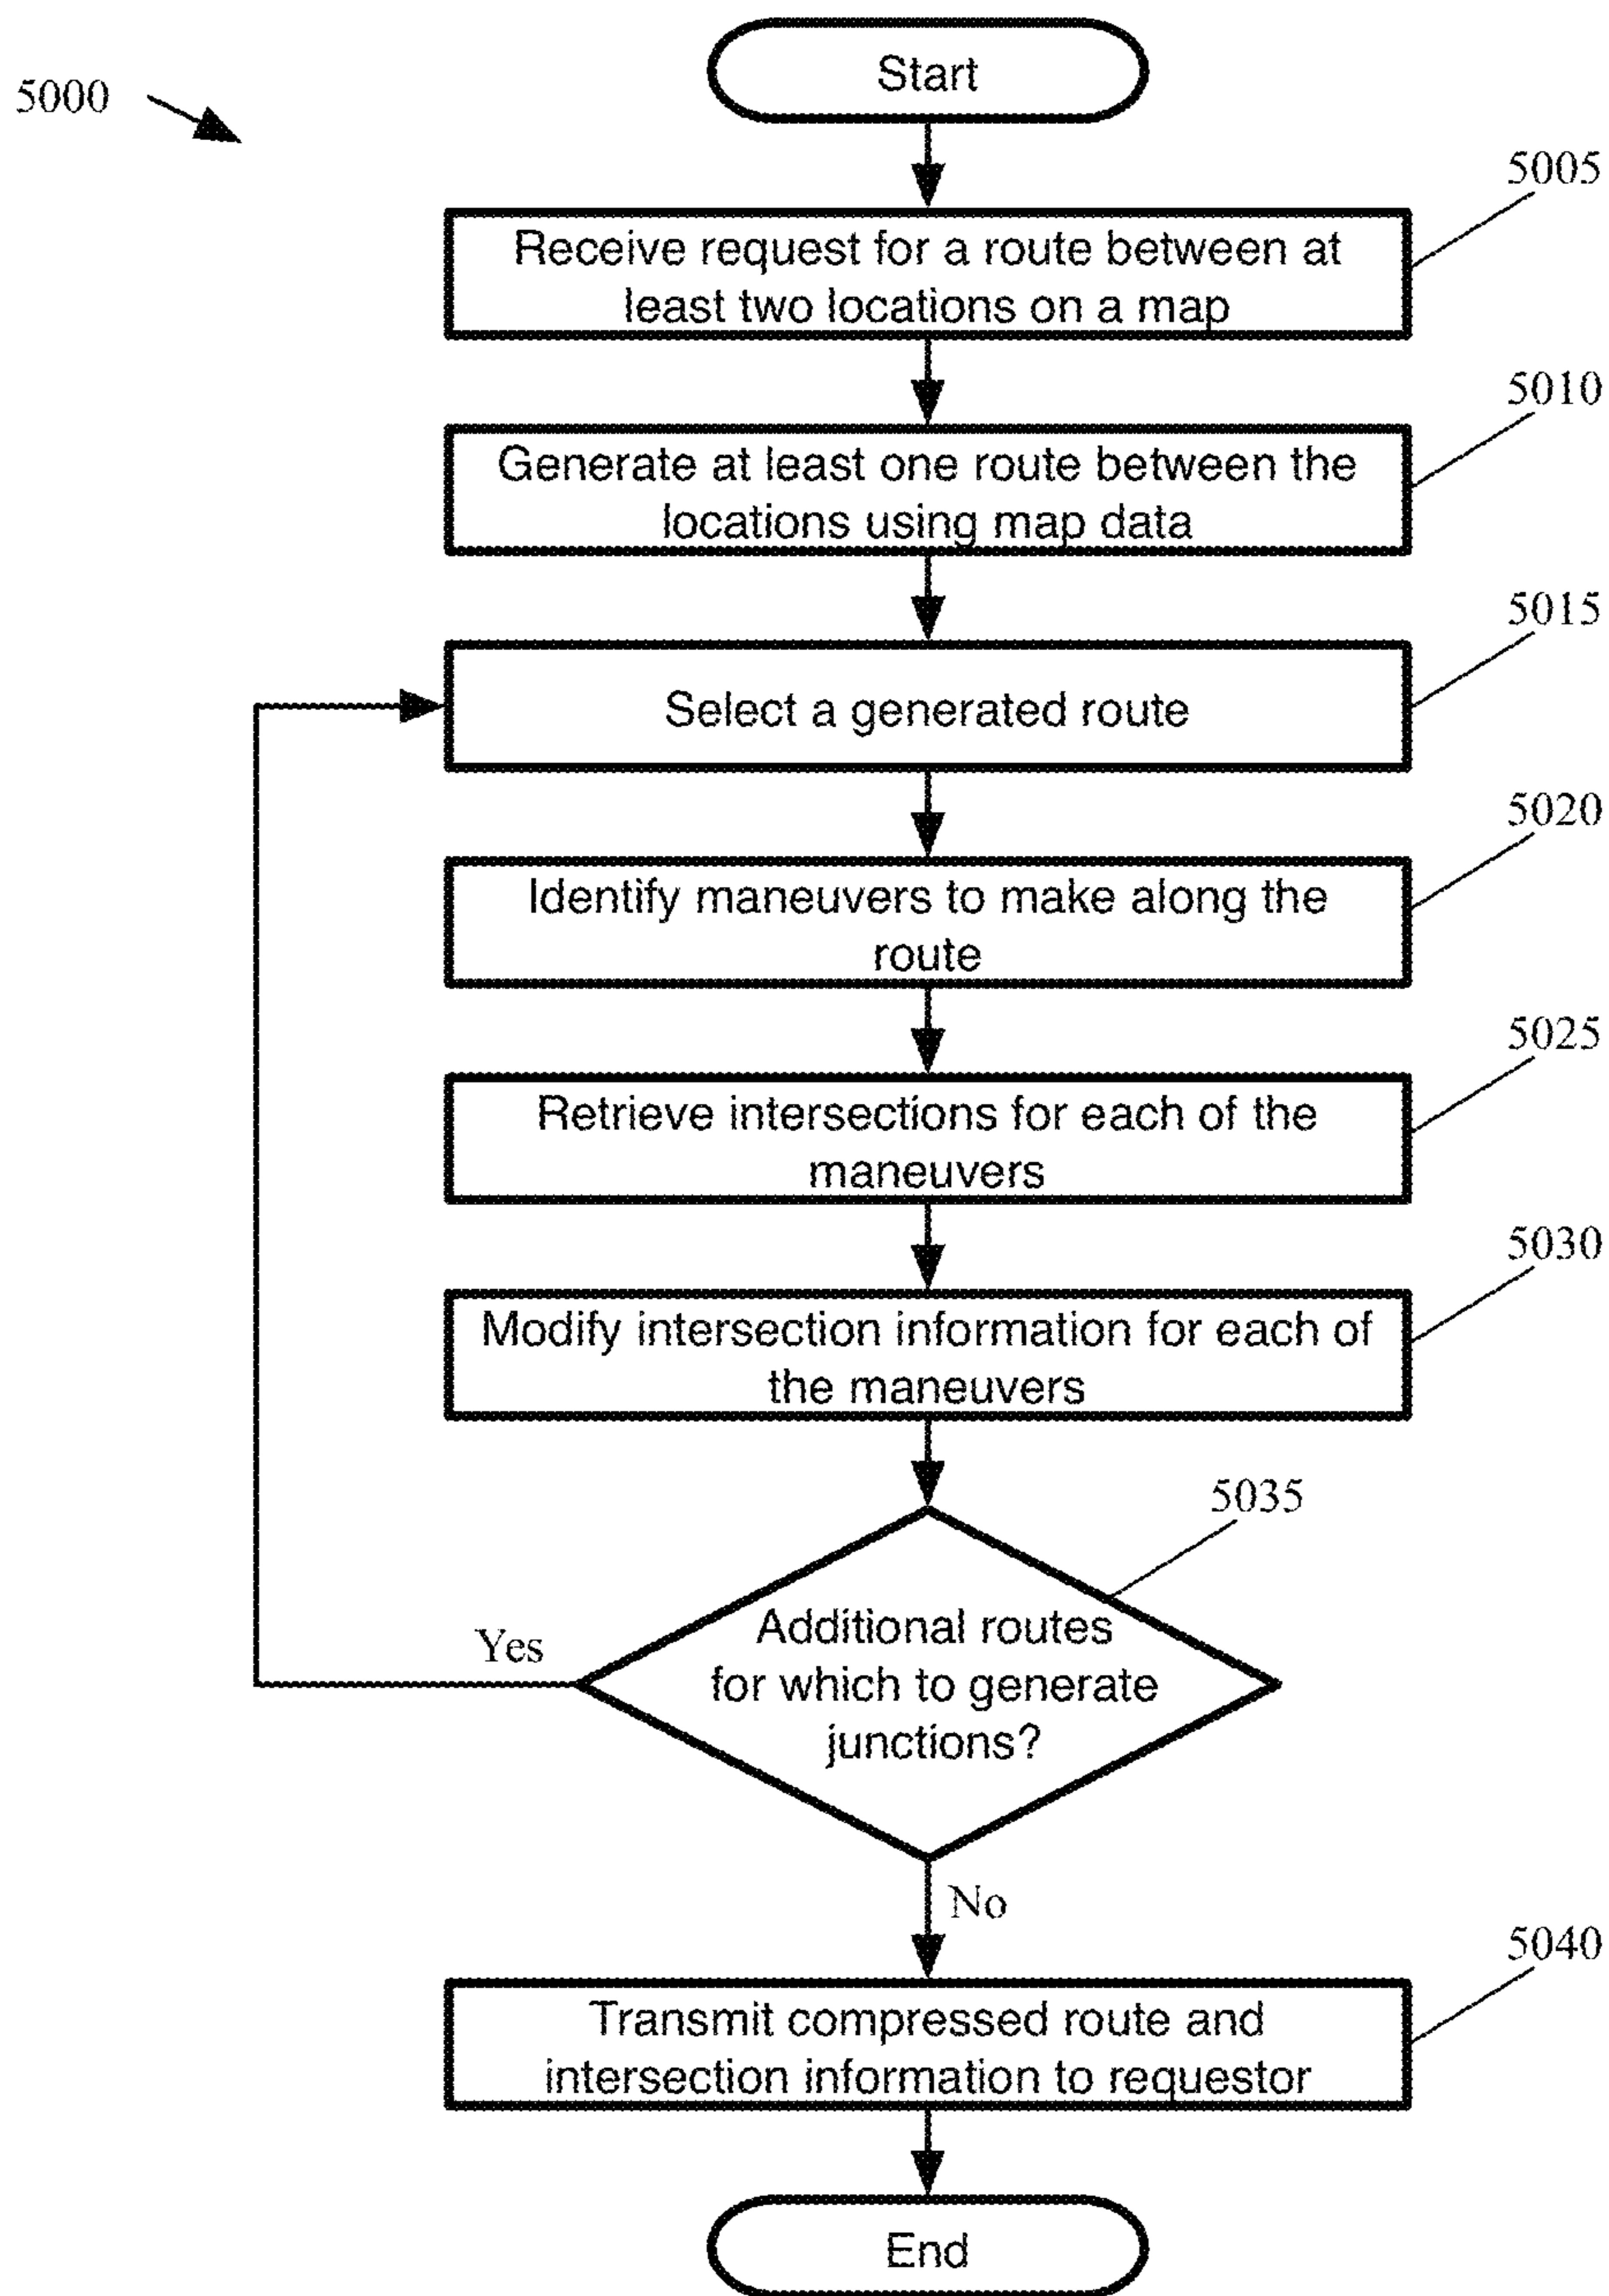 Start
5000
5005
Receive request for a route between at
least two locations on a map
5010
Generate at least one route between the
locations using map data
5015
Select a generated route
5020
Identify maneuvers to make along the
route
5025
Retrieve intersections for each of the
maneuvers
5030
Modify intersection information for each of
the maneuvers
5035
Additional routes
for which to generate
junctions?
Yes
No
5040
Transmit compressed route and
intersection information to requestor
End